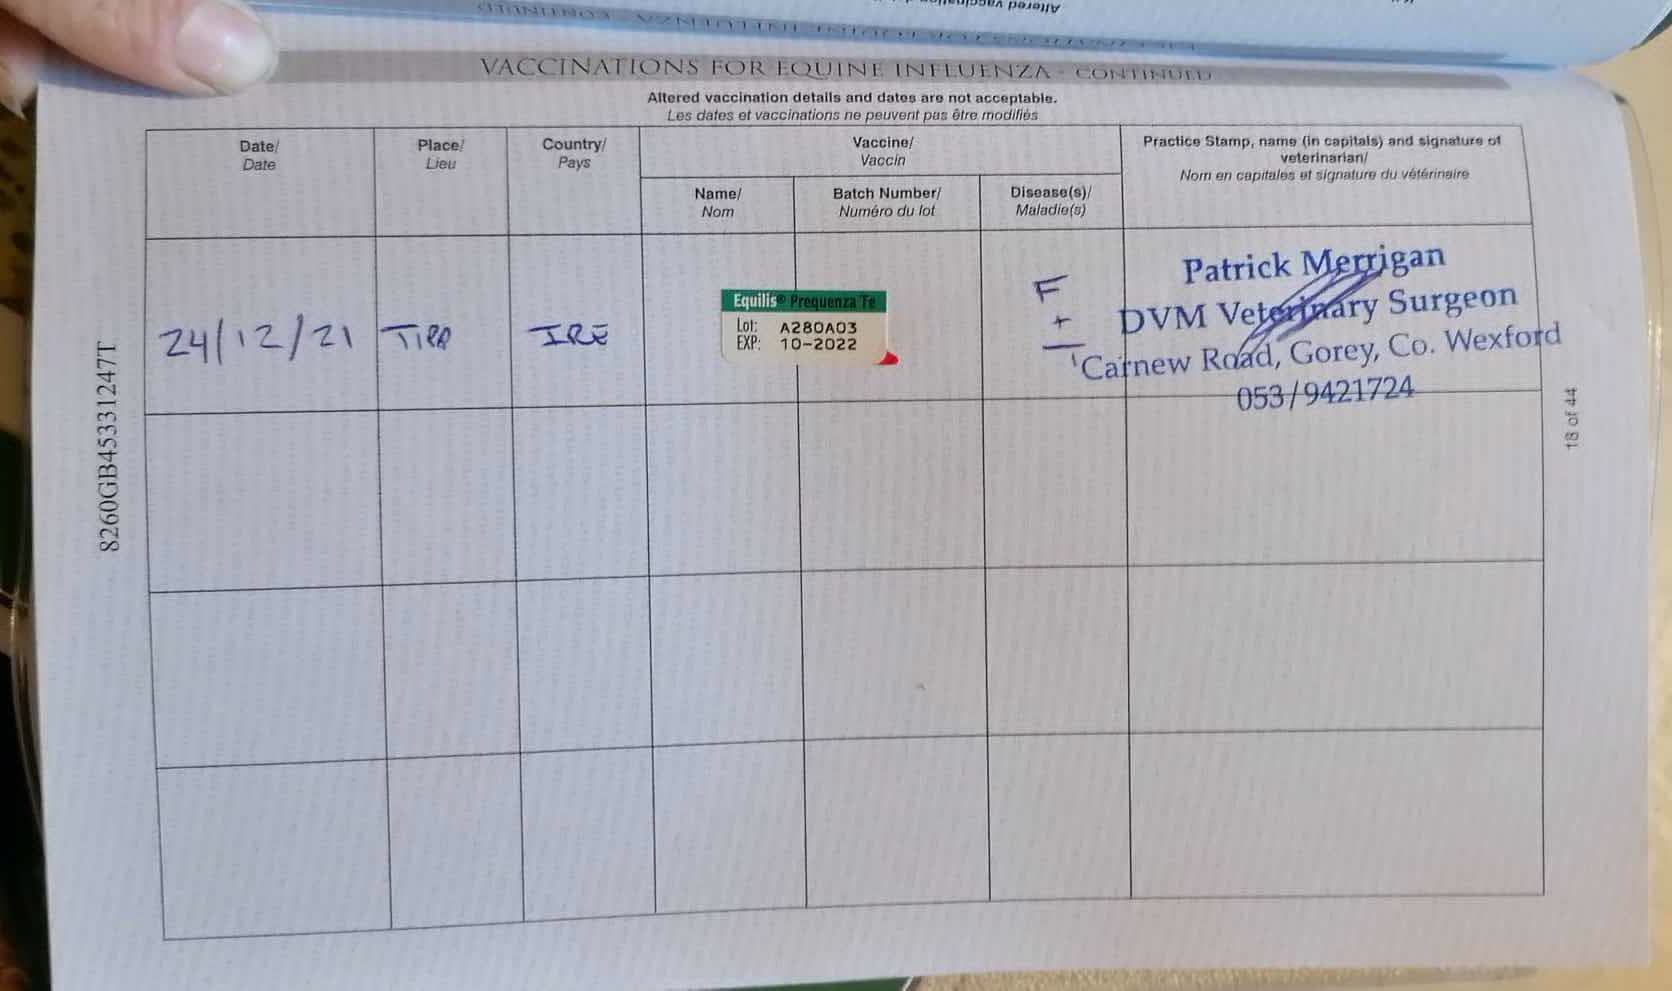 VACCINATIONS FOR EQUINE INFLUENZA - CONTINUED
Altered vaccination details and dates are not acceptable.
Les dates et vaccinations ne peuvent pas être modifiés
Date/
Date
Place/
Lieu
Country/
Pays
Vaccine/
Vaccin
Name/
Nom
Batch Number/
Numéro du lot
Disease(s)/
Maladie(s)
Practice Stamp, name (in capitals) and signature of
veterinarian/
Nom en capitales et signature du vétérinaire
24/12/21
TIPP
IRE
Equilis® Prequenza Te
Lot: A280A03
EXP: 10-2022
F
+
Patrick Merrigan
DVM Veterinary Surgeon
Carnew Road, Gorey, Co. Wexford
053/9421724
8260GB45331247T
18 of 44